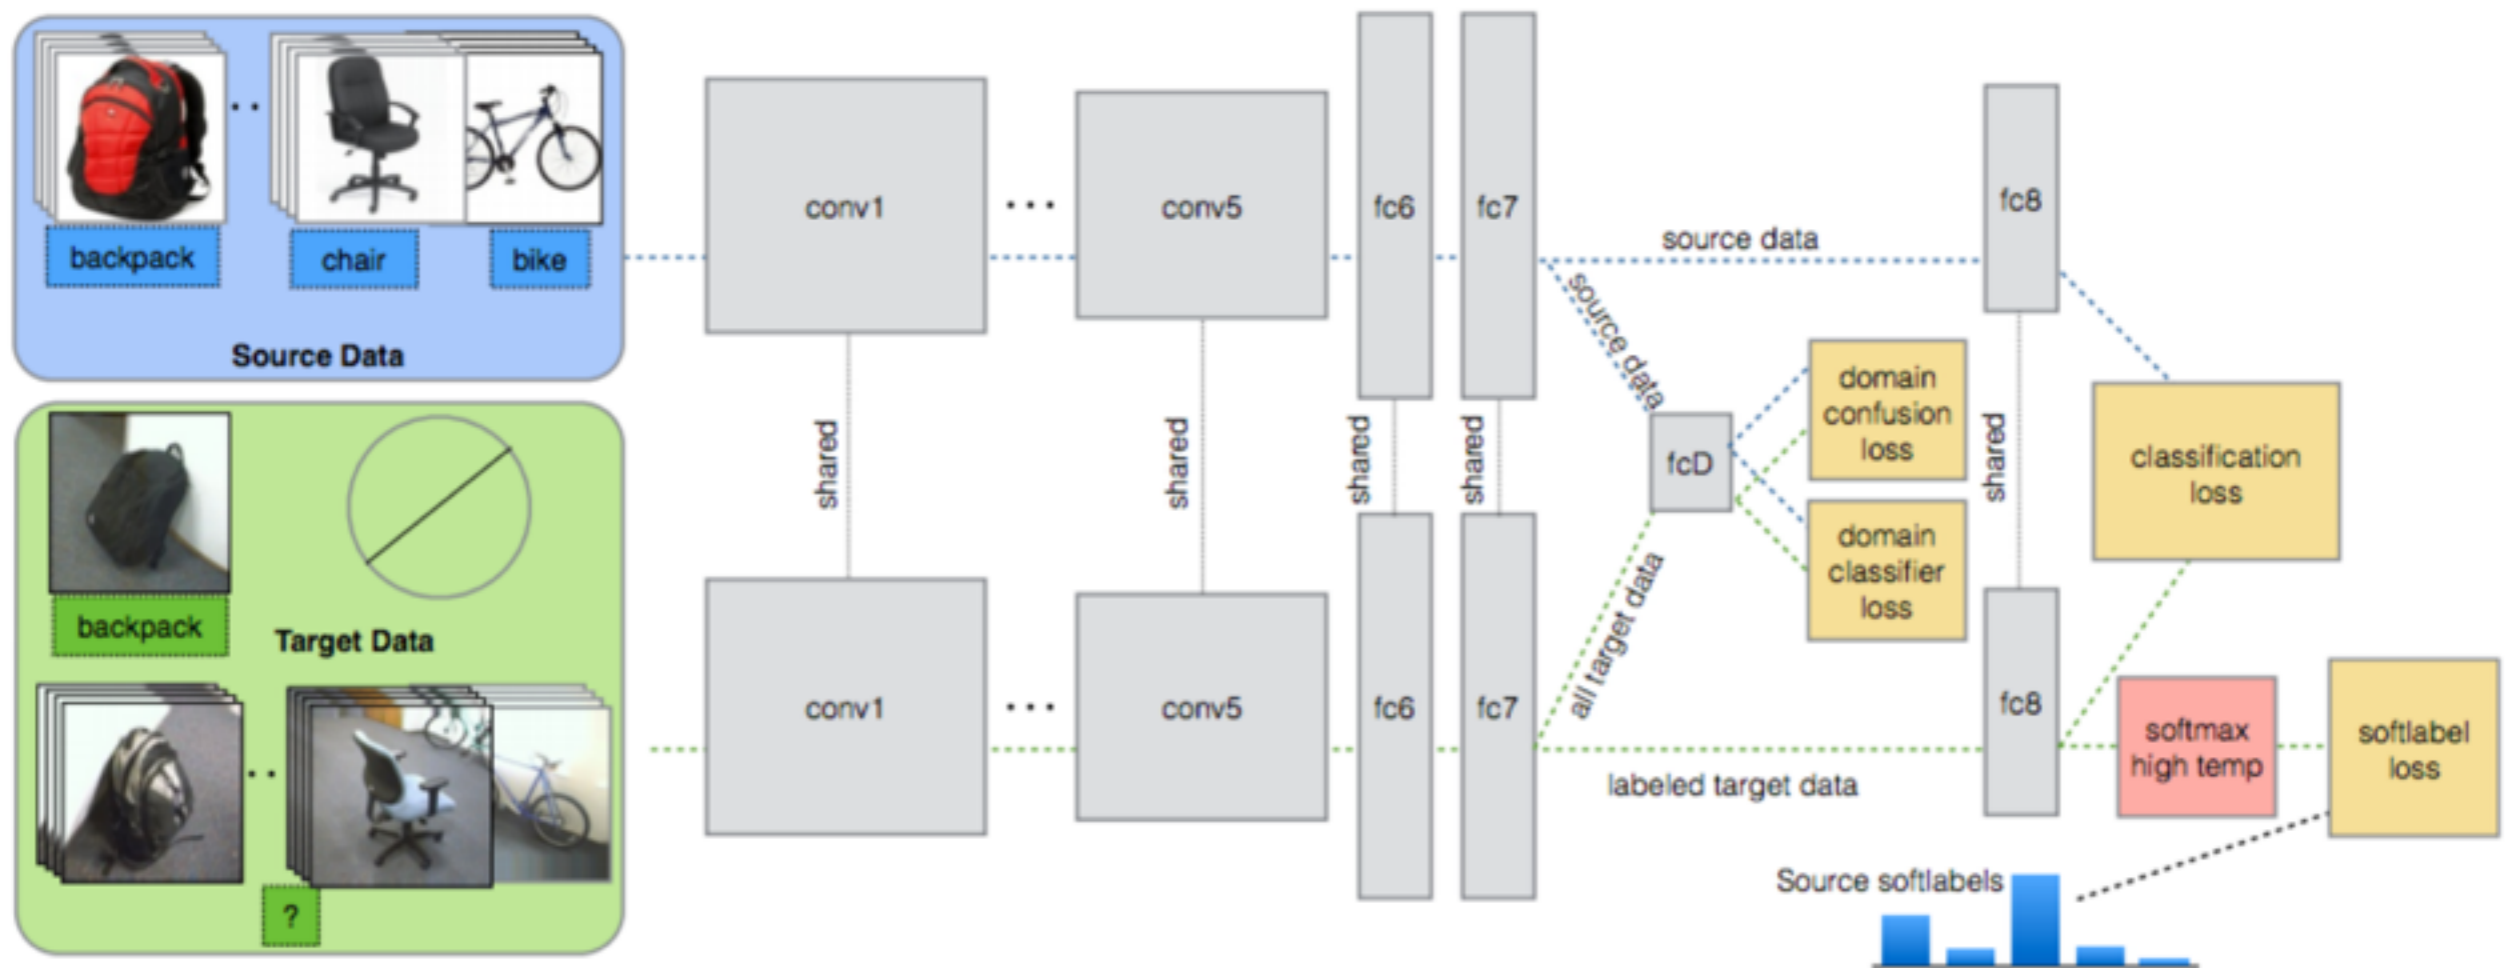 backpack
chair
bike
Source Data
backpack
Target Data
?
conv1
conv5
fc6
fc7
shared
shared
shared
shared
conv1
conv5
fc6
fc7
source data
source data
all target data
labeled target data
fcD
domain
confusion
loss
domain
classifier
loss
fc8
shared
fc8
classification
loss
softmax
high temp
softlabel
loss
Source softlabels